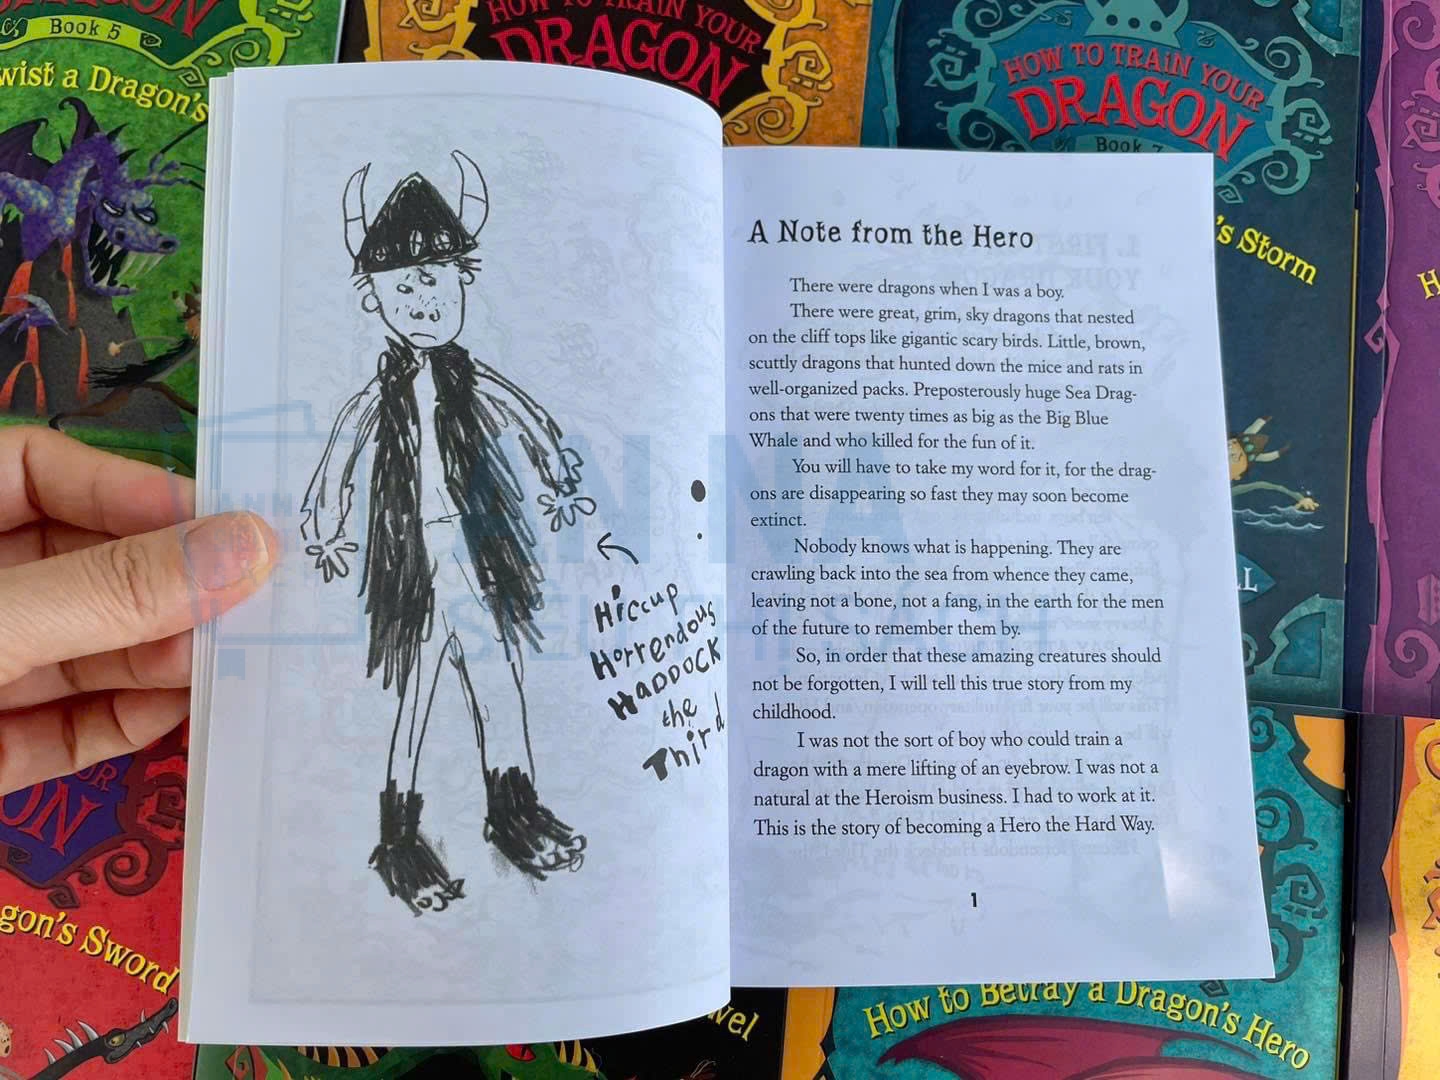 Book 5
wist a Dragon's
HOW TO TRAIN YOUR
DRAGON
HOW TO TRAIN YOUR
DRAGON
Book 7
's Storm
Hiccup
Horrendous
Haddock
the
Third
A Note from the Hero
There were dragons when I was a boy.
There were great, grim, sky dragons that nested
on the cliff tops like gigantic scary birds. Little, brown,
scuttly dragons that hunted down the mice and rats in
well-organized packs. Preposterously huge Sea Drag-
ons that were twenty times as big as the Big Blue
Whale and who killed for the fun of it.
You will have to take my word for it, for the drag-
ons are disappearing so fast they may soon become
extinct.
Nobody knows what is happening. They are
crawling back into the sea from whence they came,
leaving not a bone, not a fang, in the earth for the men
of the future to remember them by.
So, in order that these amazing creatures should
not be forgotten, I will tell this true story from my
childhood.
I was not the sort of boy who could train a
dragon with a mere lifting of an eyebrow. I was not a
natural at the Heroism business. I had to work at it.
This is the story of becoming a Hero the Hard Way.
1
AN NA
SIÊU THỊ SÁCH
gon's Sword
wel
How to Betray a Dragon's Hero